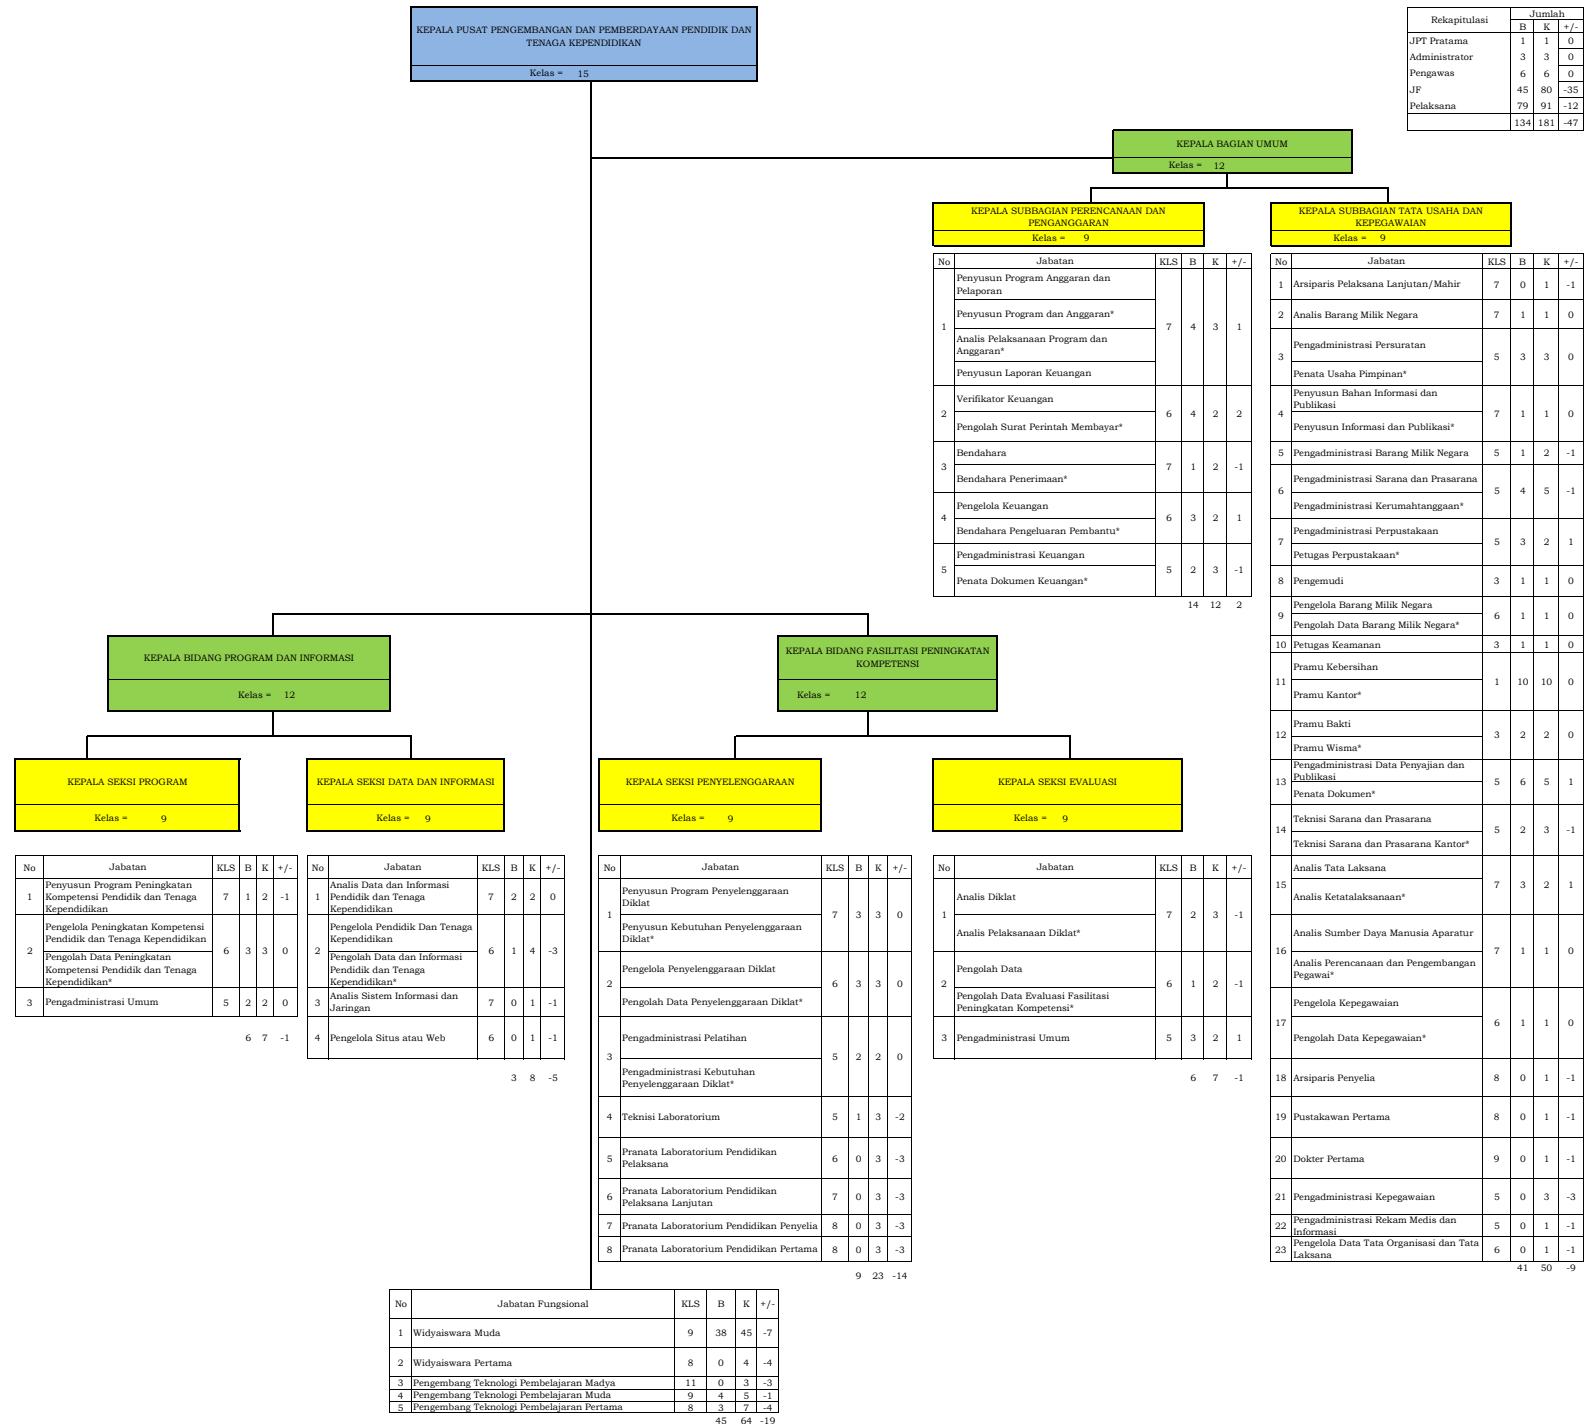 KEPALA PUSAT PENGEMBANGAN DAN PEMBERDAYAAN PENDIDIK DAN
TENAGA KEPENDIDIKAN
Kelas = 15
Rekapitulasi Jumlah
B K +/-
JPT Pratama 1 1 0
Administrator 3 3 0
Pengawas 6 6 0
JF 45 80 -35
Pelaksana 79 91 -12
134 181 -47
KEPALA BAGIAN UMUM
Kelas = 12
KEPALA SUBBAGIAN PERENCANAAN DAN
PENGANGGARAN
Kelas = 9
No Jabatan KLS B K +/-
1 Penyusun Program Anggaran dan
Pelaporan
Penyusun Program dan Anggaran*
7 4 3 1
Analis Pelaksanaan Program dan
Anggaran*
Penyusun Laporan Keuangan
2 Verifikator Keuangan
6 4 2 2
Pengolah Surat Perintah Membayar*
3 Bendahara
7 1 2 -1
Bendahara Penerimaan*
4 Pengelola Keuangan
6 3 2 1
Bendahara Pengeluaran Pembantu*
5 Pengadministrasi Keuangan
5 2 3 -1
Penata Dokumen Keuangan*
14 12 2
KEPALA SUBBAGIAN TATA USAHA DAN
KEPEGAWAIAN
Kelas = 9
No Jabatan KLS B K +/-
1 Arsiparis Pelaksana Lanjutan/Mahir 7 0 1 -1
2 Analis Barang Milik Negara 7 1 1 0
3 Pengadministrasi Persuratan
5 3 3 0
Penata Usaha Pimpinan*
4 Penyusun Bahan Informasi dan
Publikasi
7 1 1 0
Penyusun Informasi dan Publikasi*
5 Pengadministrasi Barang Milik Negara 5 1 2 -1
6 Pengadministrasi Sarana dan Prasarana
5 4 5 -1
Pengadministrasi Kerumahtanggaan*
7 Pengadministrasi Perpustakaan
5 3 2 1
Petugas Perpustakaan*
8 Pengemudi 3 1 1 0
9 Pengelola Barang Milik Negara
6 1 1 0
Pengolah Data Barang Milik Negara*
10 Petugas Keamanan 3 1 1 0
11 Pramu Kebersihan
1 10 10 0
Pramu Kantor*
12 Pramu Bakti
3 2 2 0
Pramu Wisma*
13 Pengadministrasi Data Penyajian dan
Publikasi
5 6 5 1
Penata Dokumen*
14 Teknisi Sarana dan Prasarana
5 2 3 -1
Teknisi Sarana dan Prasarana Kantor*
15 Analis Tata Laksana
7 3 2 1
Analis Ketatalaksanaan*
16 Analis Sumber Daya Manusia Aparatur
7 1 1 0
Analis Perencanaan dan Pengembangan
Pegawai*
17 Pengelola Kepegawaian
6 1 1 0
Pengolah Data Kepegawaian*
18 Arsiparis Penyelia 8 0 1 -1
19 Pustakawan Pertama 8 0 1 -1
20 Dokter Pertama 9 0 1 -1
21 Pengadministrasi Kepegawaian 5 0 3 -3
22 Pengadministrasi Rekam Medis dan
Informasi 5 0 1 -1
23 Pengelola Data Tata Organisasi dan Tata
Laksana 6 0 1 -1
41 50 -9
KEPALA BIDANG PROGRAM DAN INFORMASI
Kelas = 12
KEPALA BIDANG FASILITASI PENINGKATAN
KOMPETENSI
Kelas = 12
KEPALA SEKSI PROGRAM
Kelas = 9
No Jabatan KLS B K +/-
1 Penyusun Program Peningkatan
Kompetensi Pendidik dan Tenaga
Kependidikan
7 1 2 -1
2 Pengelola Peningkatan Kompetensi
Pendidik dan Tenaga Kependidikan
6 3 3 0
Pengolah Data Peningkatan
Kompetensi Pendidik dan Tenaga
Kependidikan*
3 Pengadministrasi Umum 5 2 2 0
6 7 -1
KEPALA SEKSI DATA DAN INFORMASI
Kelas = 9
No Jabatan KLS B K +/-
1 Analis Data dan Informasi
Pendidik dan Tenaga
Kependidikan
7 2 2 0
2 Pengelola Pendidik Dan Tenaga
Kependidikan
6 1 4 -3
Pengolah Data dan Informasi
Pendidik dan Tenaga
Kependidikan*
3 Analis Sistem Informasi dan
Jaringan 7 0 1 -1
4 Pengelola Situs atau Web 6 0 1 -1
3 8 -5
KEPALA SEKSI PENYELENGGARAAN
Kelas = 9
No Jabatan KLS B K +/-
1 Penyusun Program Penyelenggaraan
Diklat
7 3 3 0
Penyusun Kebutuhan Penyelenggaraan
Diklat*
2 Pengelola Penyelenggaraan Diklat
6 3 3 0
Pengolah Data Penyelenggaraan Diklat*
3 Pengadministrasi Pelatihan
5 2 2 0
Pengadministrasi Kebutuhan
Penyelenggaraan Diklat*
4 Teknisi Laboratorium 5 1 3 -2
5 Pranata Laboratorium Pendidikan
Pelaksana 6 0 3 -3
6 Pranata Laboratorium Pendidikan
Pelaksana Lanjutan 7 0 3 -3
7 Pranata Laboratorium Pendidikan Penyelia 8 0 3 -3
8 Pranata Laboratorium Pendidikan Pertama 8 0 3 -3
9 23 -14
KEPALA SEKSI EVALUASI
Kelas = 9
No Jabatan KLS B K +/-
1 Analis Diklat
7 2 3 -1
Analis Pelaksanaan Diklat*
2 Pengolah Data
6 1 2 -1
Pengolah Data Evaluasi Fasilitasi
Peningkatan Kompetensi*
3 Pengadministrasi Umum 5 3 2 1
6 7 -1
No Jabatan Fungsional KLS B K +/-
1 Widyaiswara Muda 9 38 45 -7
2 Widyaiswara Pertama 8 0 4 -4
3 Pengembang Teknologi Pembelajaran Madya 11 0 3 -3
4 Pengembang Teknologi Pembelajaran Muda 9 4 5 -1
5 Pengembang Teknologi Pembelajaran Pertama 8 3 7 -4
45 64 -19